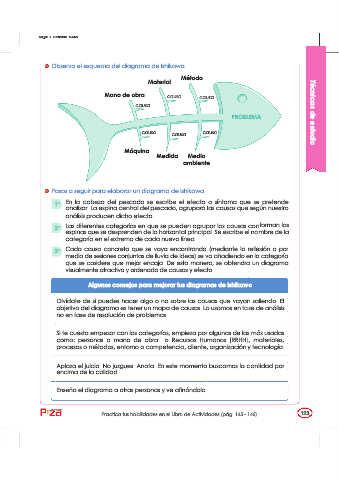 Observa el esquema del diagrama de Ishikawa
Método
Material
Mano de obra
causa
causa
causa
PROBLEMA
causa
causa
causa
Máquina
Medida
Medio
ambiente
Técnicas de estudio
Pasos a seguir para elaborar un diagrama de Ishikawa
En la cabeza del pescado se escribe el efecto o síntoma que se pretende
analizar La espina central del pescado, agrupará las causas que según nuestro
análisis producen dicho efecto
Las diferentes categorías en que se pueden agrupar las causas conforman las
espinas que se desprenden de la horizontal principal Se escribe el nombre de la
categoría en el extremo de cada nueva línea
Cada causa concreta que se vaya encontrando (mediante la reflexión o por
medio de sesiones conjuntas de lluvia de ideas) se va añadiendo en la categoría
que se considere que mejor encaja De esta manera, se obtendrá un diagrama
visualmente atractivo y ordenado de causas y efecto
Algunos consejos para mejorar tus diagramas de Ishikawa
Olvídate de si puedes hacer algo o no sobre las causas que vayan saliendo El
objetivo del diagrama es tener un mapa de causas Lo usamos en fase de análisis
no en fase de resolución de problemas
Si te cuesta empezar con las categorías, empieza por algunas de las más usadas
como: personas o mano de obra o Recursos Humanos (RRHH), materiales,
procesos o métodos, entorno o competencia, cliente, organización y tecnología
Aplaza el juicio No juzgues Anota En este momento buscamos la cantidad por
encima de la calidad
Enseña el diagrama a otras personas y ve afinándolo
Practica tus habilidades en el Libro de Actividades (pág. 145 - 146)
123